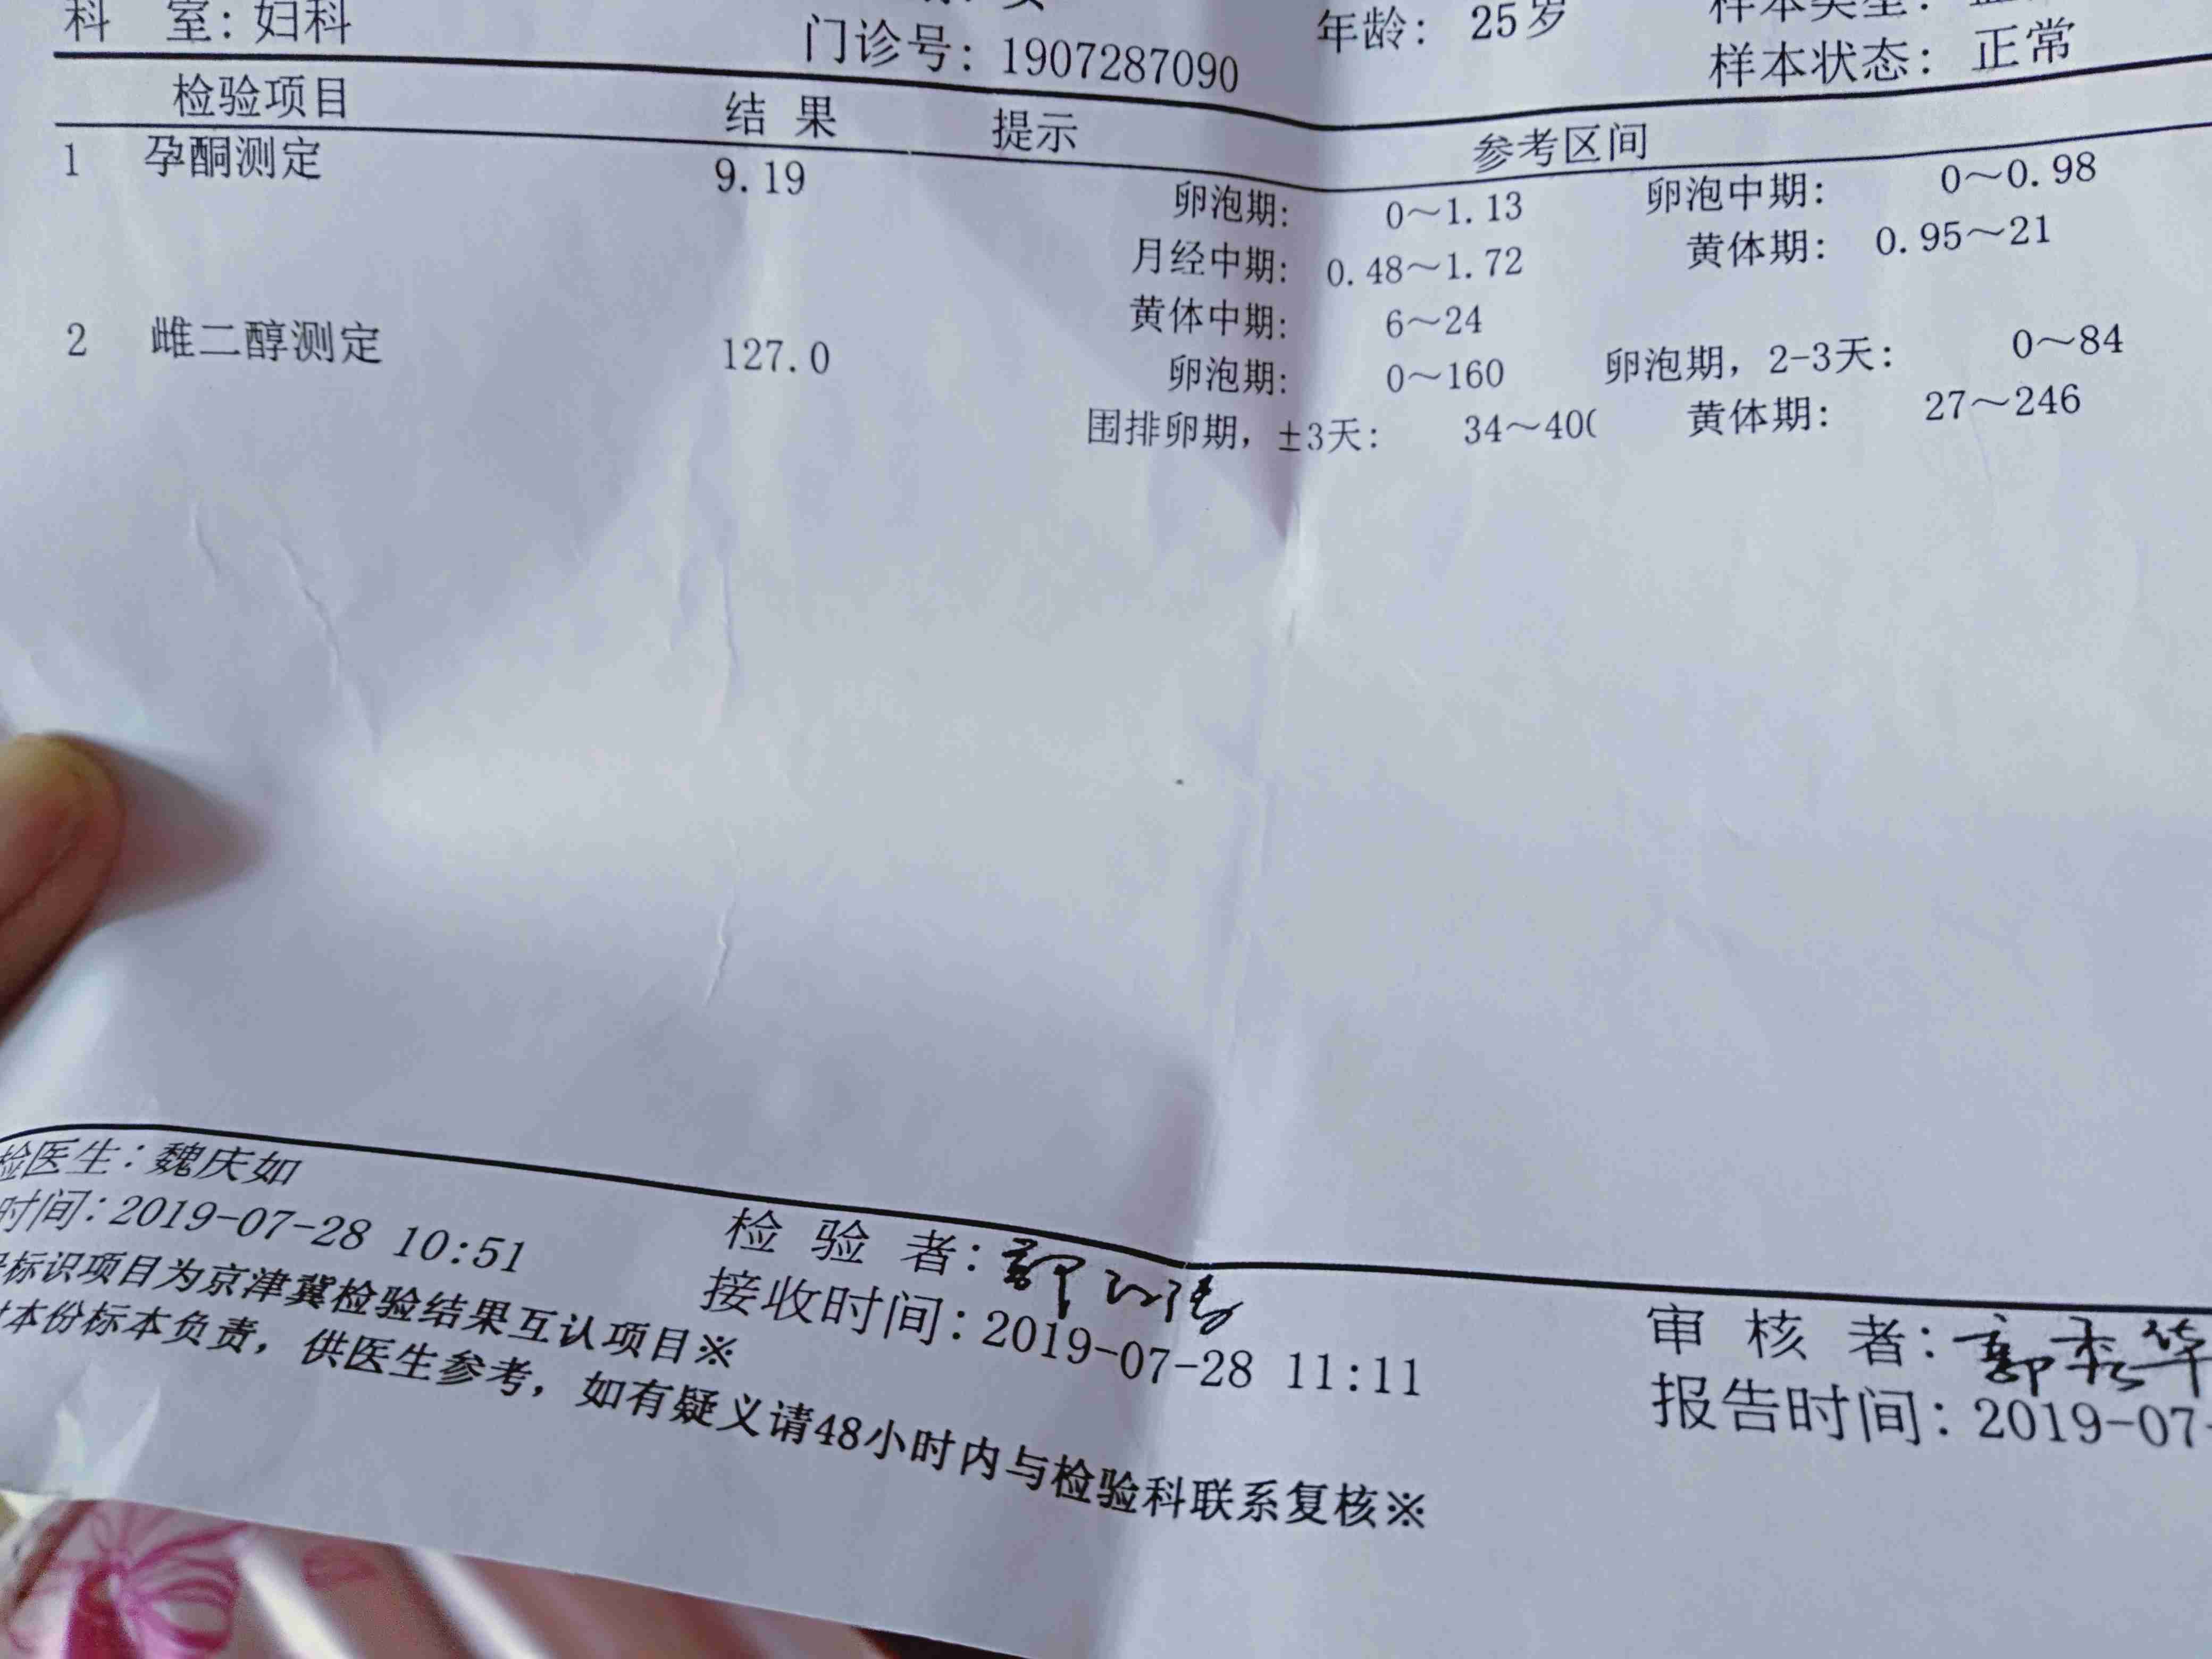 科 室: 妇科
门诊号: 1907287090
年龄: 25岁
样本状态: 正常
检验项目 结 果 提示 参考区间
1 孕酮测定 9.19 卵泡期: 0～1.13 卵泡中期: 0～0.98
月经中期: 0.48～1.72 黄体期: 0.95～21
黄体中期: 6～24
2 雌二醇测定 127.0 卵泡期: 0～160 卵泡期, 2-3天: 0～84
围排卵期, ±3天: 34～400 黄体期: 27～246
检医生: 魏庆如 检 验 者: 审 核 者:
时间: 2019-07-28 10:51 接收时间: 2019-07-28 11:11 报告时间: 2019-07-
标识项目为京津冀检验结果互认项目※
本份标本负责, 供医生参考, 如有疑义请48小时内与检验科联系复核※